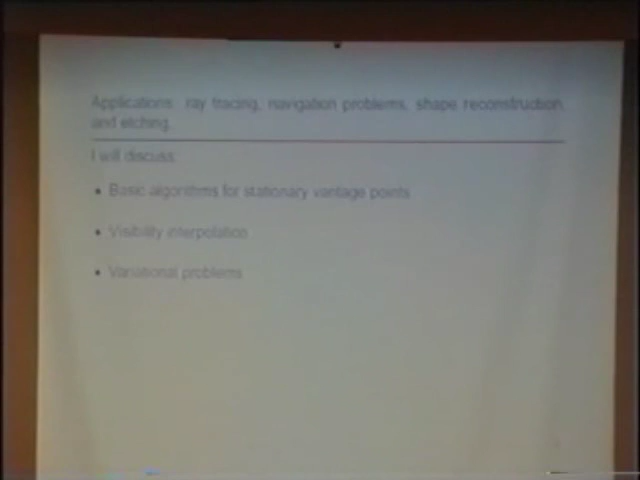 Applications: ray tracing, navigation problems, shape reconstruction,
and etching.
I will discuss:
• Basic algorithms for stationary vantage points
• Visibility interpolation
• Variational problems